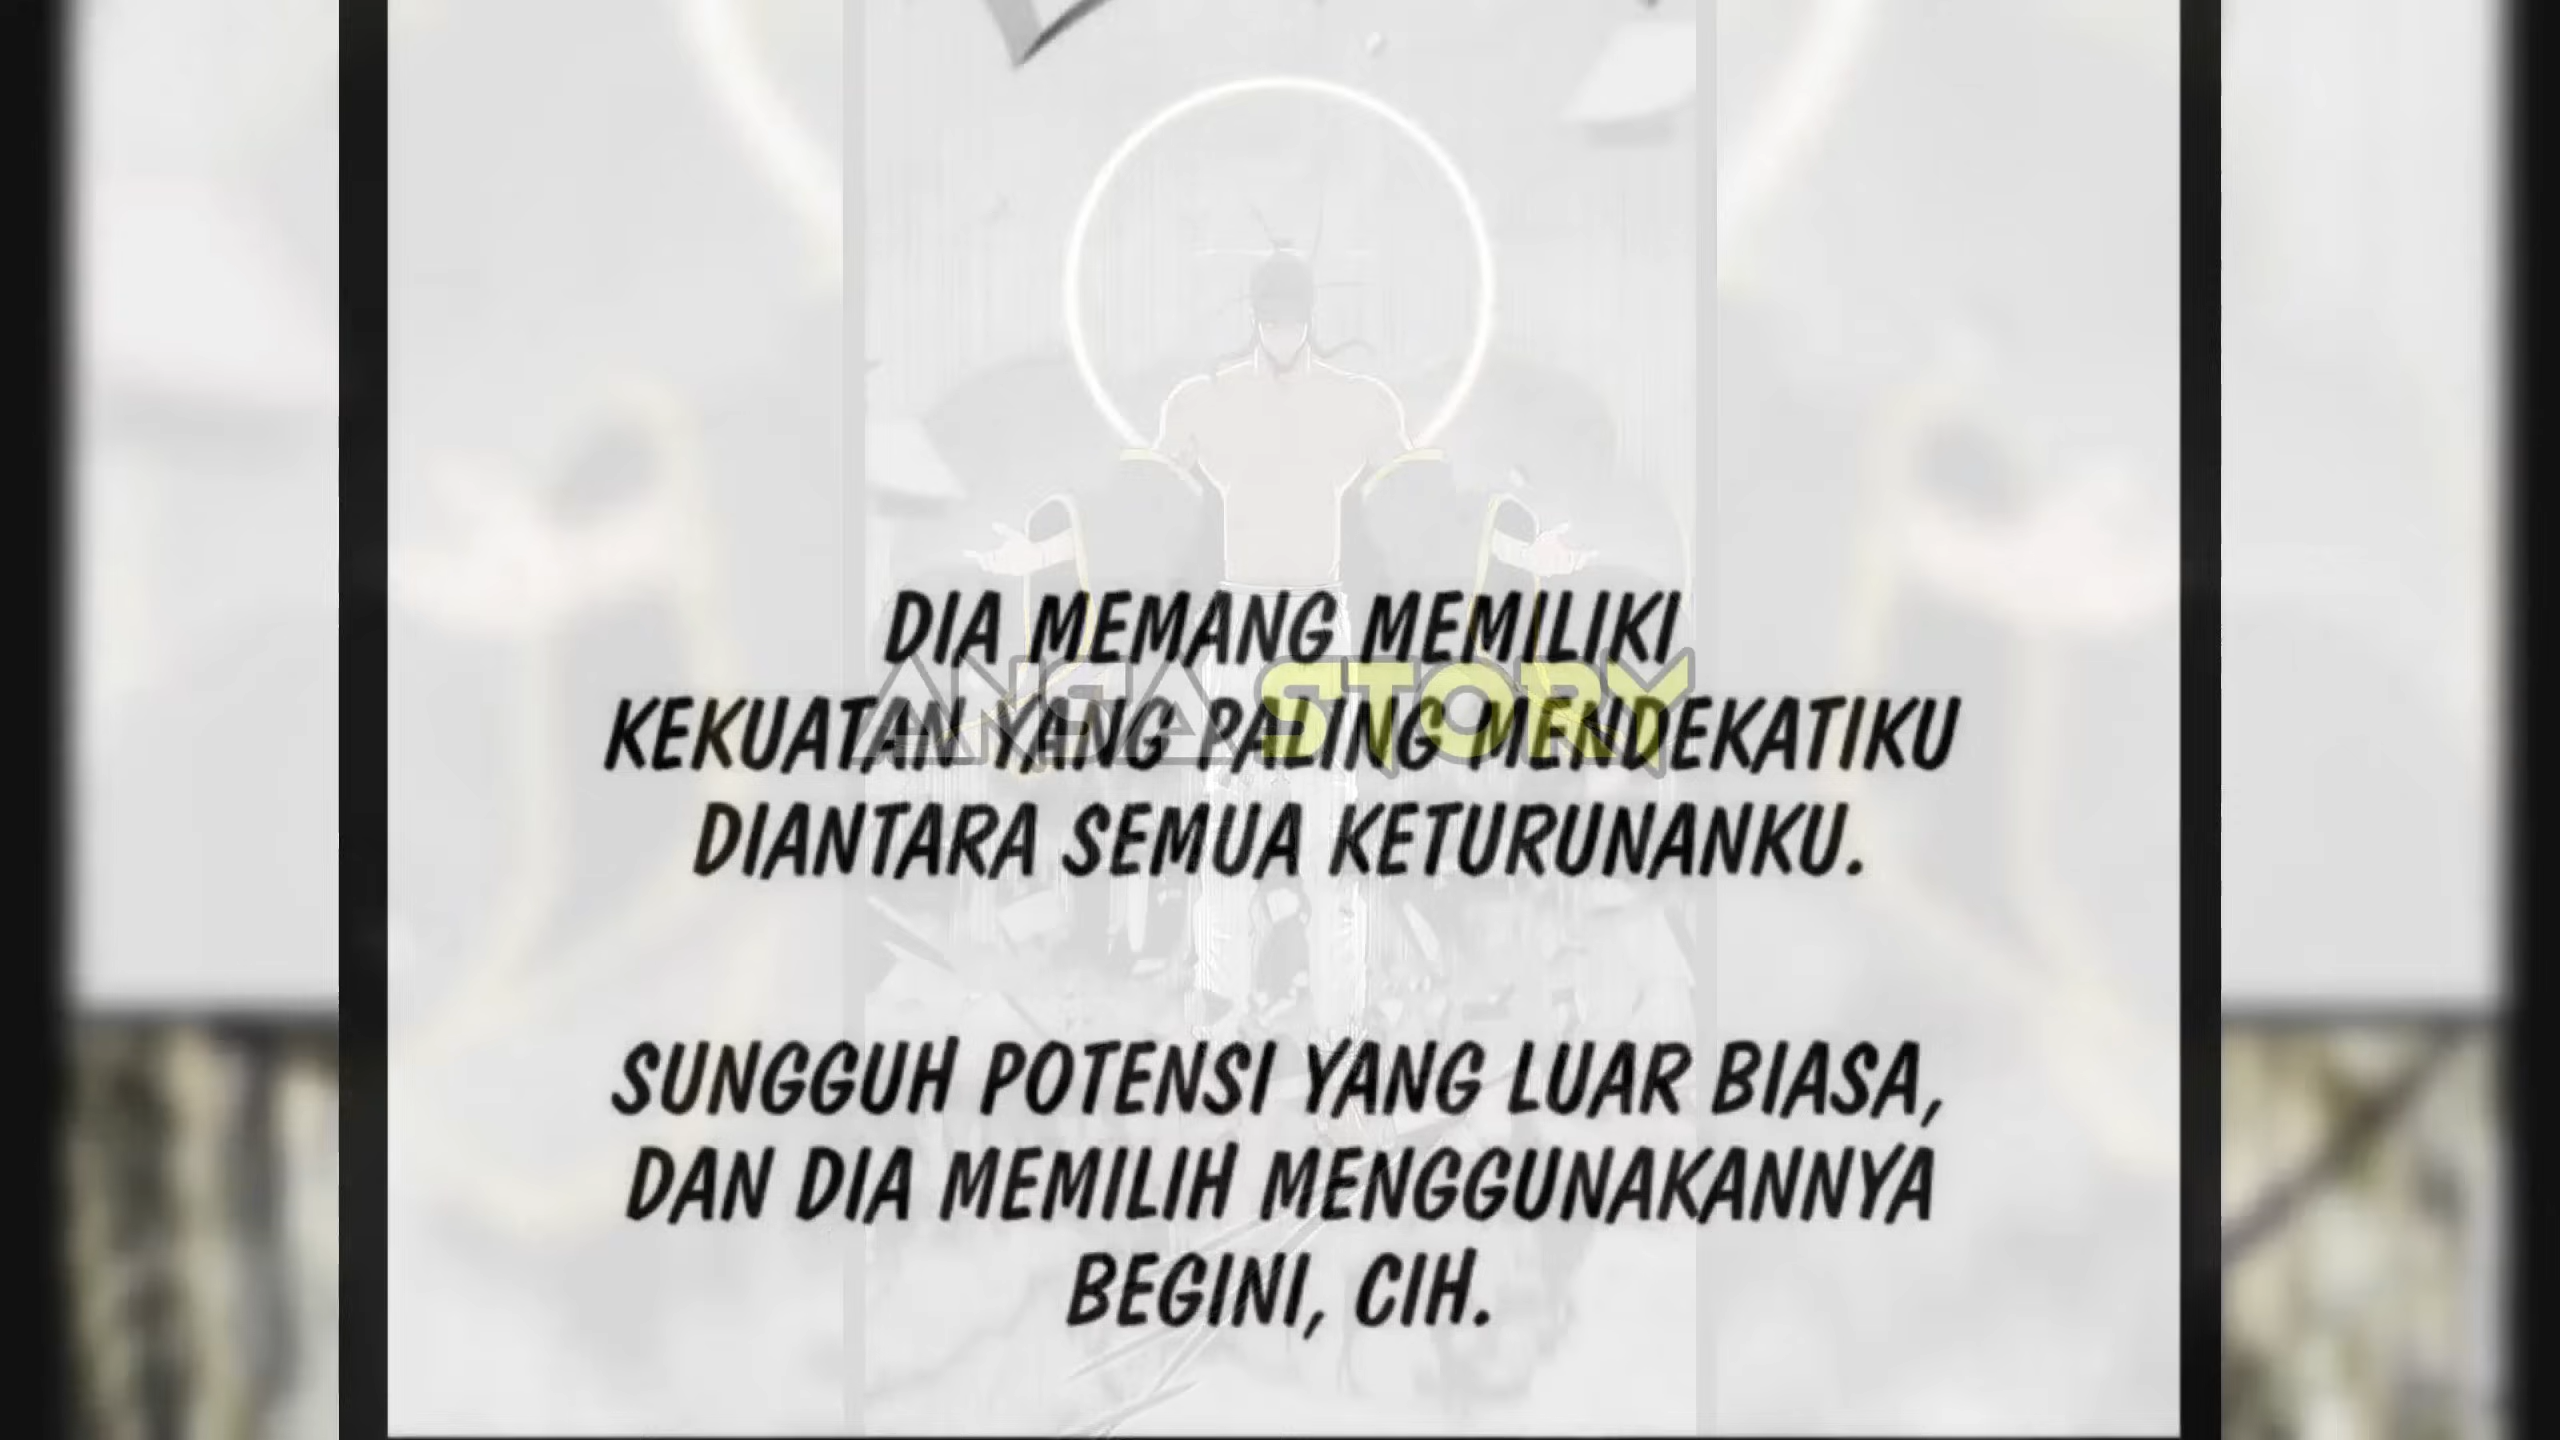 DIA MEMANG MEMILIKI
ANGA STORY
KEKUATAN YANG PALING MENDEKATIKU
DIANTARA SEMUA KETURUNANKU.
SUNGGUH POTENSI YANG LUAR BIASA,
DAN DIA MEMILIH MENGGUNAKANNYA
BEGINI, CIH.